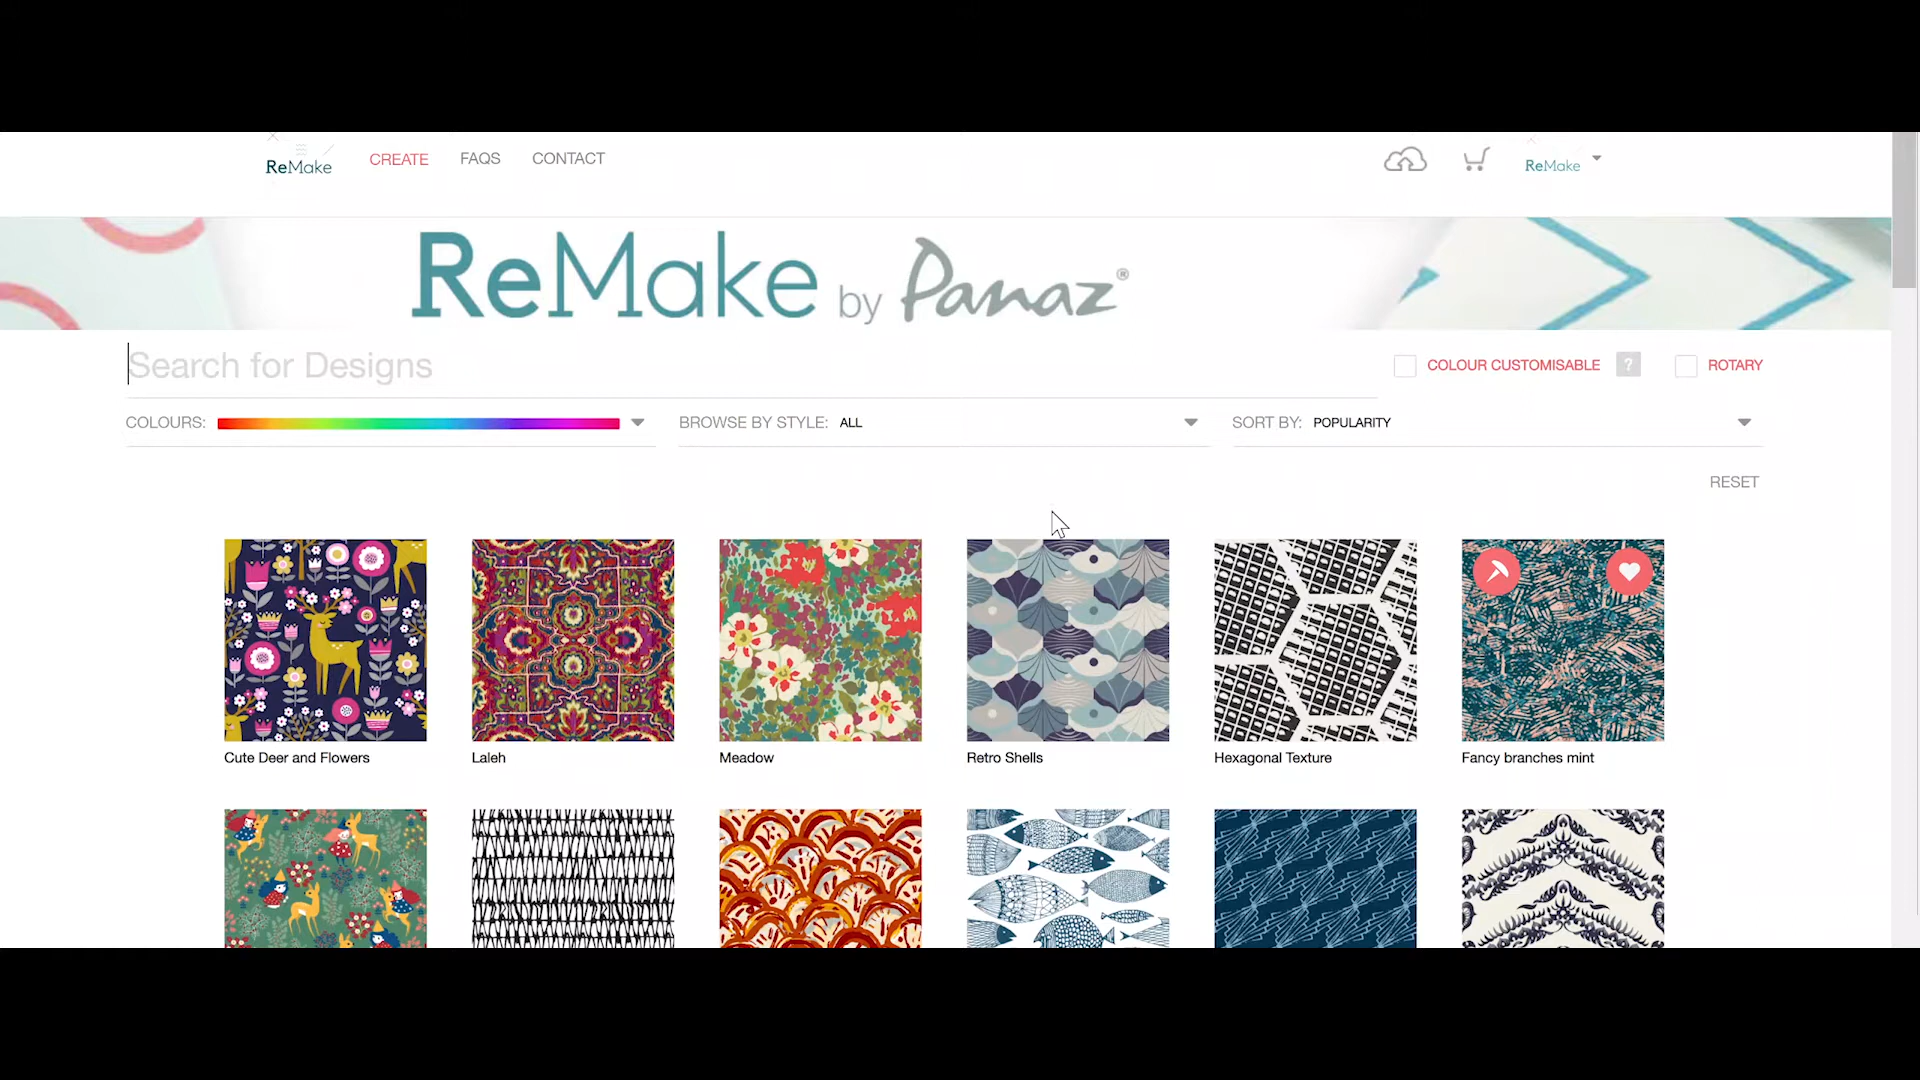 ReMake CREATE FAQS CONTACT ReMake
ReMake by Panaz®
Search for Designs COLOUR CUSTOMISABLE ? ROTARY
COLOURS: BROWSE BY STYLE: ALL SORT BY: POPULARITY
RESET
Cute Deer and Flowers Laleh Meadow Retro Shells Hexagonal Texture Fancy branches mint